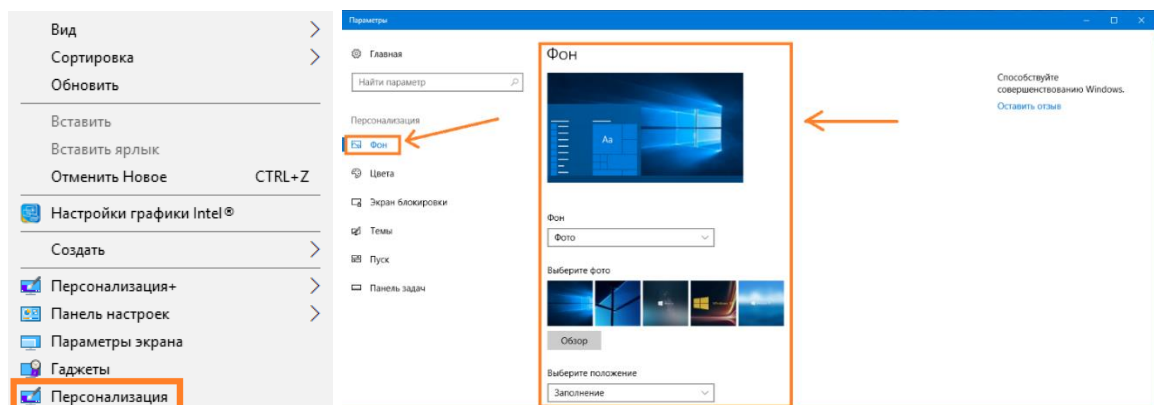 Вид
Сортировка
Обновить
Вставить
Вставить ярлык
Отменить Новое CTRL+Z
Настройки графики Intel®
Создать
Персонализация+
Панель настроек
Параметры экрана
Гаджеты
Персонализация
Параметры
Главная
Найти параметр
Персонализация
Фон
Цвета
Экран блокировки
Темы
Пуск
Панель задач
Фон
Aa
Фон
Фото
Выберите фото
Обзор
Выберите положение
Заполнение
Способствуйте
совершенствованию Windows.
Оставить отзыв